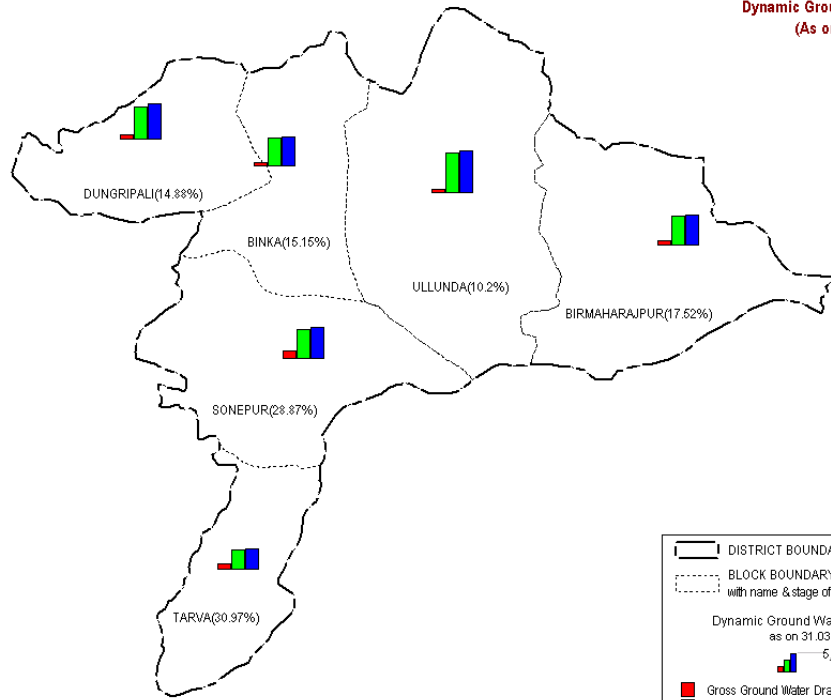 Dynamic Grou
(As o
DUNGRIPALI(14.88%)
BINKA(15.15%)
ULLUNDA(10.2%)
BIRMAHARAJPUR(17.52%)
SONEPUR(28.87%)
TARVA(30.97%)
DISTRICT BOUNDA
BLOCK BOUNDARY
with name & stage of
Dynamic Ground Wa
as on 31.03
5,
Gross Ground Water Dra